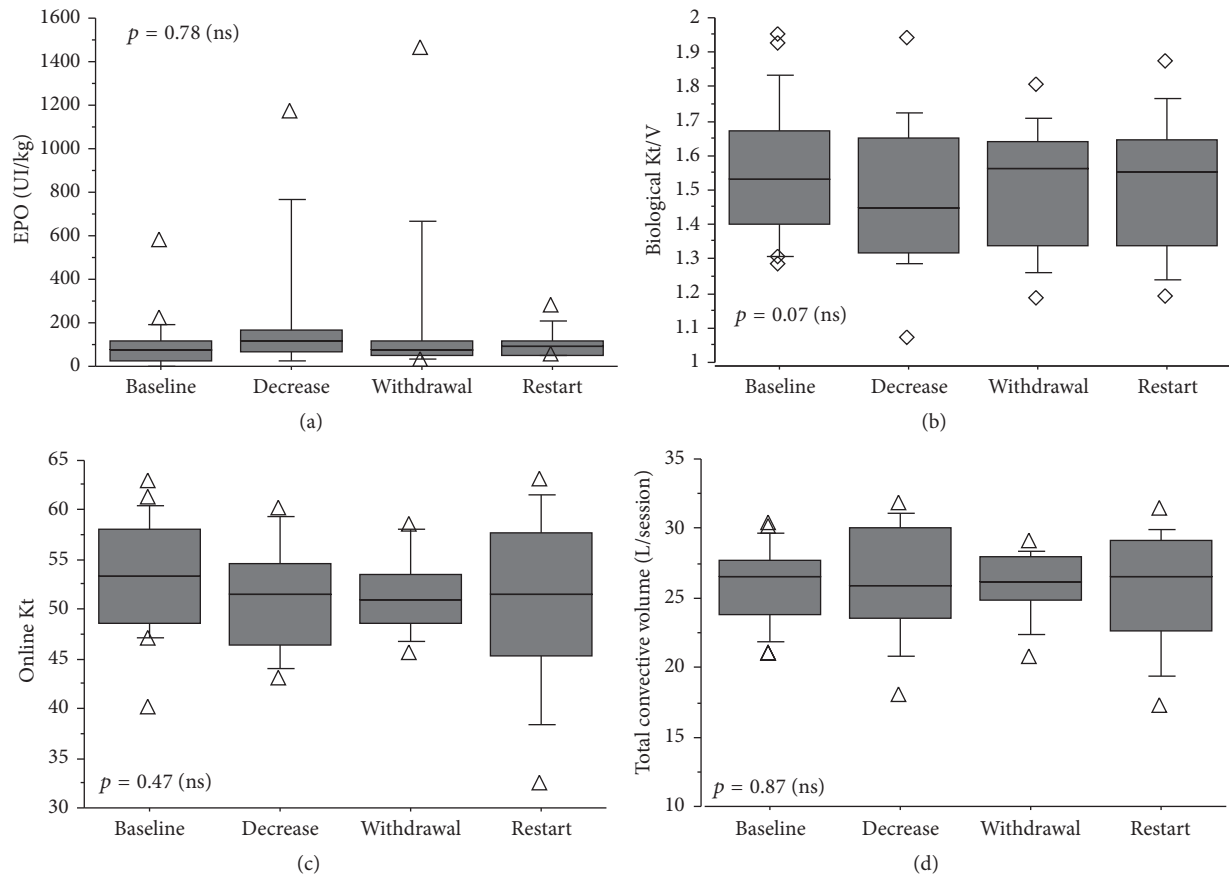 1600
1400
1200
1000
800
600
400
200
0
EPO (UI/kg)
p = 0.78 (ns)
Baseline Decrease Withdrawal Restart
(a)
2
1.9
1.8
1.7
1.6
1.5
1.4
1.3
1.2
1.1
1
Biological Kt/V
p = 0.07 (ns)
Baseline Decrease Withdrawal Restart
(b)
65
60
55
50
45
40
35
30
Online Kt
p = 0.47 (ns)
Baseline Decrease Withdrawal Restart
(c)
35
30
25
20
15
10
Total convective volume (L/session)
p = 0.87 (ns)
Baseline Decrease Withdrawal Restart
(d)